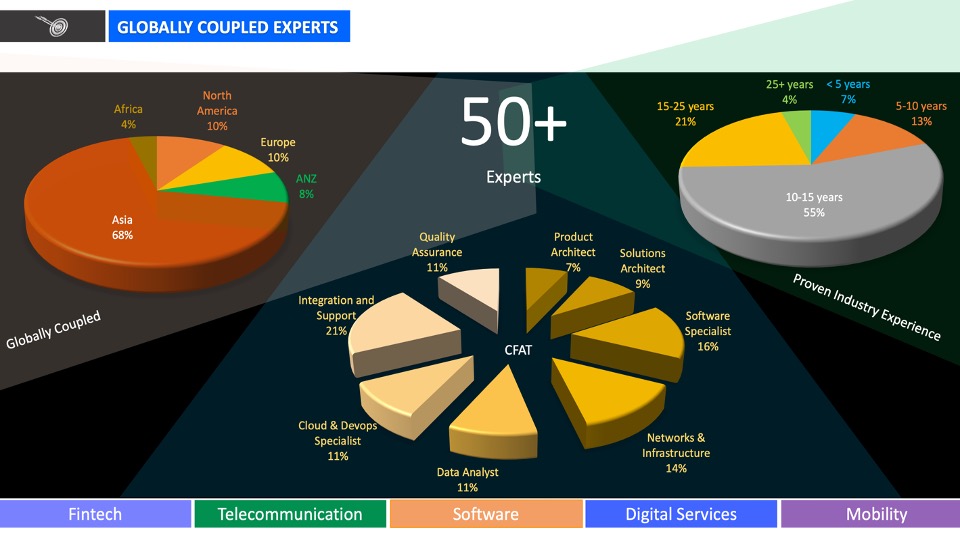 GLOBALLY COUPLED EXPERTS
Africa
4%
North
America
10%
Europe
10%
ANZ
8%
Asia
68%
Globally Coupled
50+
Experts
25+ years
4%
< 5 years
7%
15-25 years
21%
5-10 years
13%
10-15 years
55%
Proven Industry Experience
Quality
Assurance
11%
Product
Architect
7%
Solutions
Architect
9%
Integration and
Support
21%
Software
Specialist
16%
CFAT
Cloud & Devops
Specialist
11%
Networks &
Infrastructure
14%
Data Analyst
11%
Fintech
Telecommunication
Software
Digital Services
Mobility